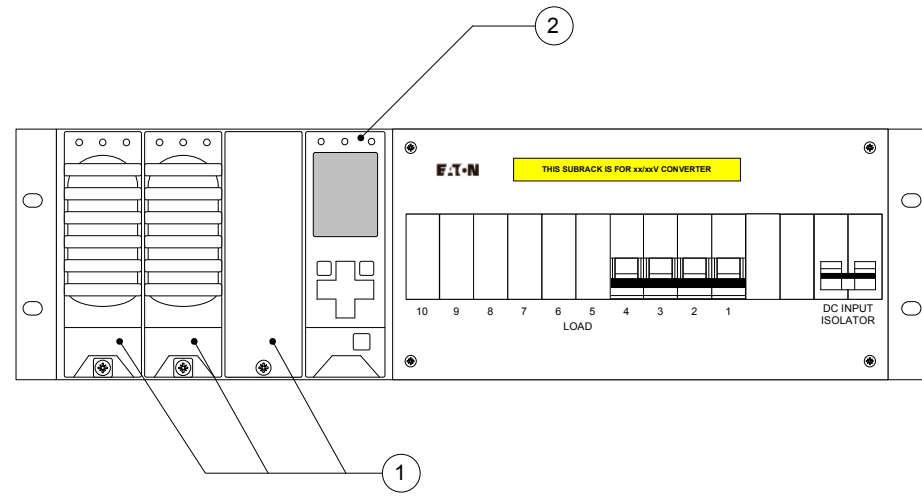 2
EATON
THIS SUBRACK IS FOR xx/xxV CONVERTER
10 9 8 7 6 5 4 3 2 1
LOAD
DC INPUT
ISOLATOR
1